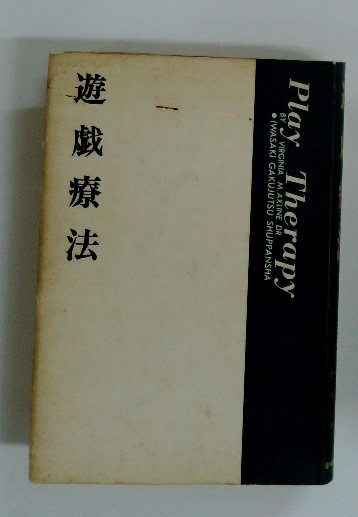 遊戯療法
Play Therapy
BY VIRGINIA M. AXLINE DR
● IWASAKI GAKUJUTSU SHUPPANSHA